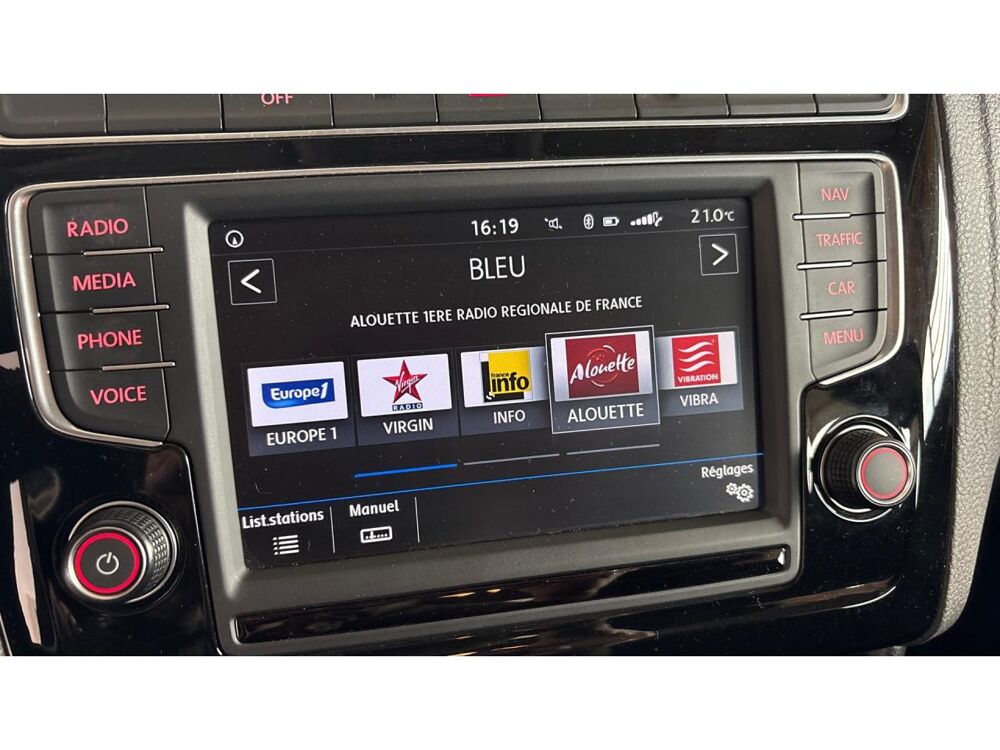 OFF
RADIO
MEDIA
PHONE
VOICE
16:19
21.0°C
<
BLEU
>
ALOUETTE 1ERE RADIO REGIONALE DE FRANCE
Europe1
EUROPE 1
Virgin
RADIO
VIRGIN
france
info
INFO
Alouette
ALOUETTE
VIBRATION
VIBRA
List.stations
Manuel
Réglages
NAV
TRAFFIC
CAR
MENU